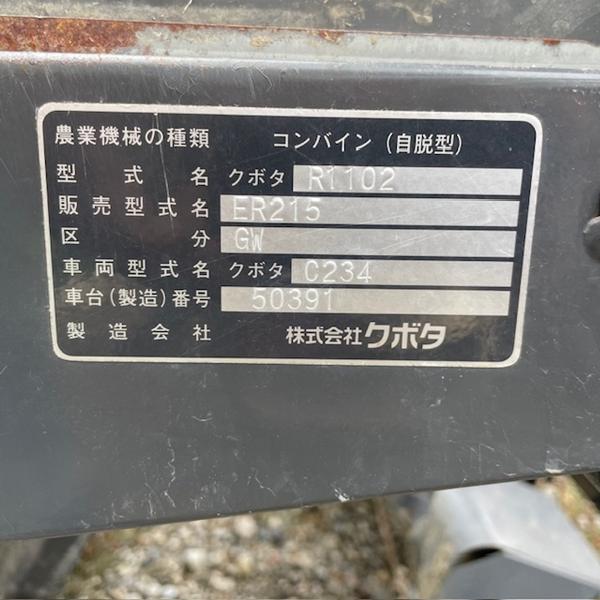 農業機械の種類 コンバイン(自脱型)
型式名 クボタ R1102
販売型式名 ER215
区分 GW
車両型式名 クボタ C234
車台(製造)番号 50391
製造会社 株式会社クボタ